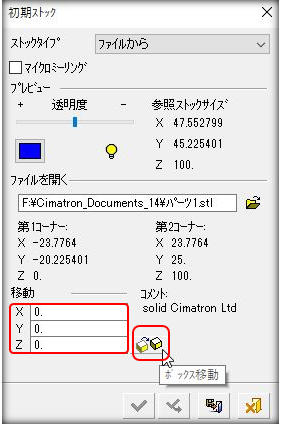 初期ストック
ストックタイプ ファイルから
マイクロミーリング
プレビュー
+ 透明度 -
参照ストックサイズ
X 47.552799
Y 45.225401
Z 100.
ファイルを開く
F:¥Cimatron_Documents_14¥パーツ1.stl
第1コーナー: 第2コーナー:
X -23.7764 X 23.7764
Y -20.225401 Y 25.
Z 0. Z 100.
移動 コメント:
X 0. solid Cimatron Ltd
Y 0.
Z 0.
ボックス移動